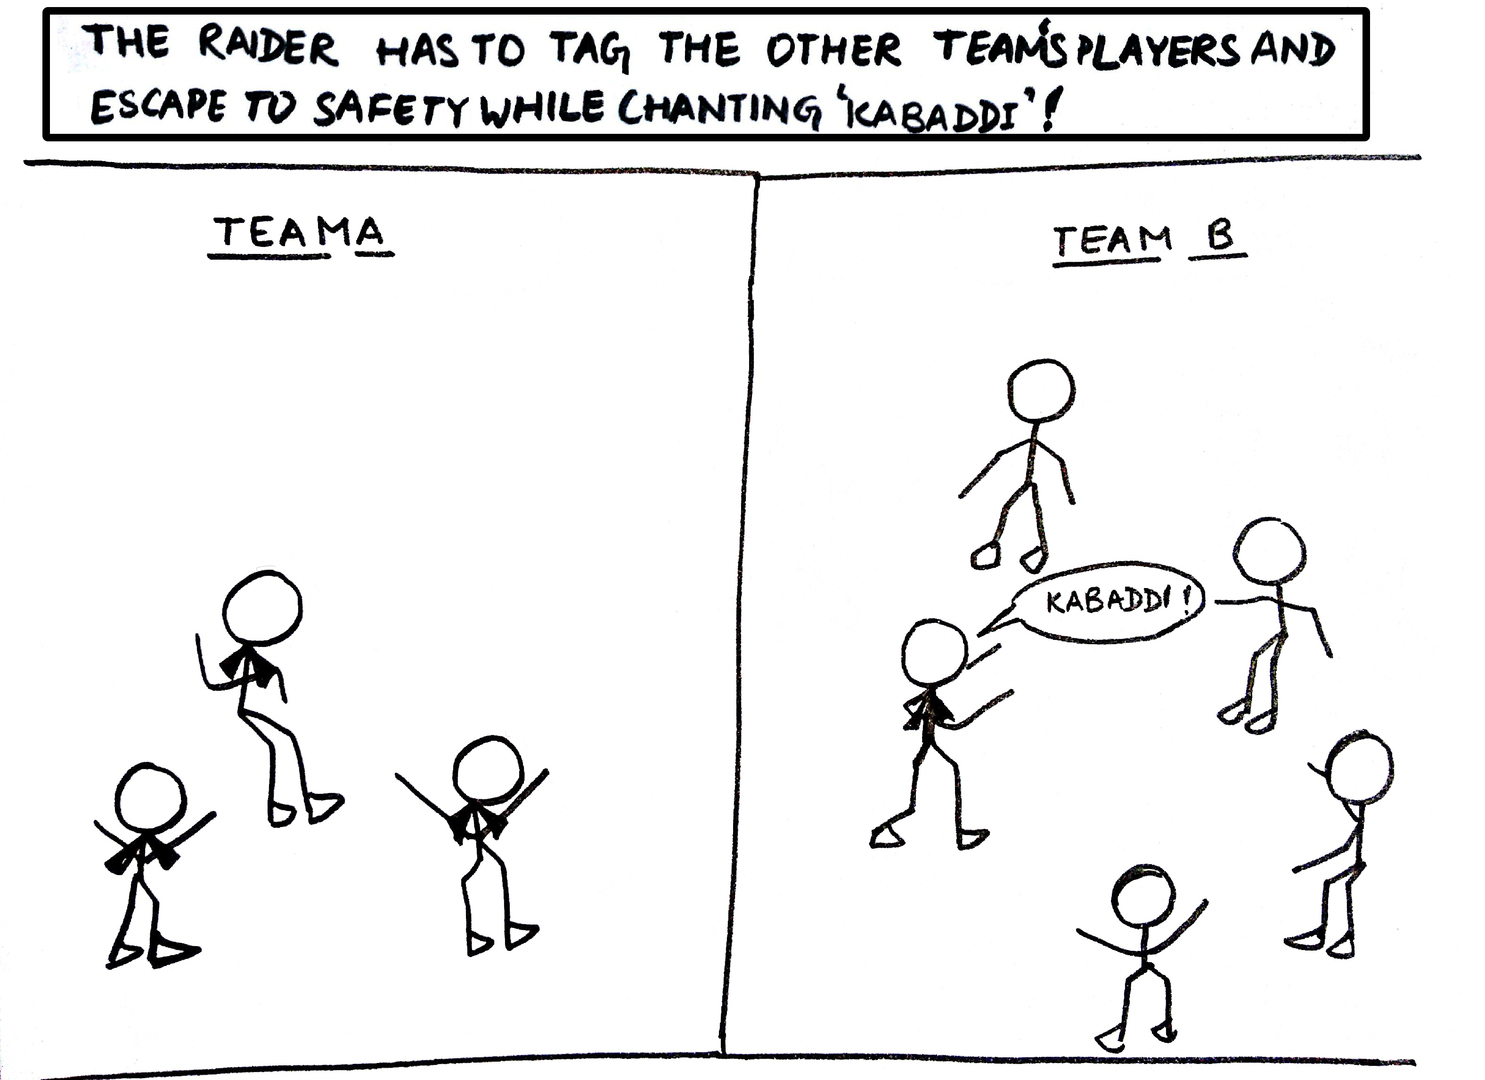 THE RAIDER HAS TO TAG THE OTHER TEAM'S PLAYERS AND
ESCAPE TO SAFETY WHILE CHANTING 'KABADDI'!
TEAM A
TEAM B
KABADDI!